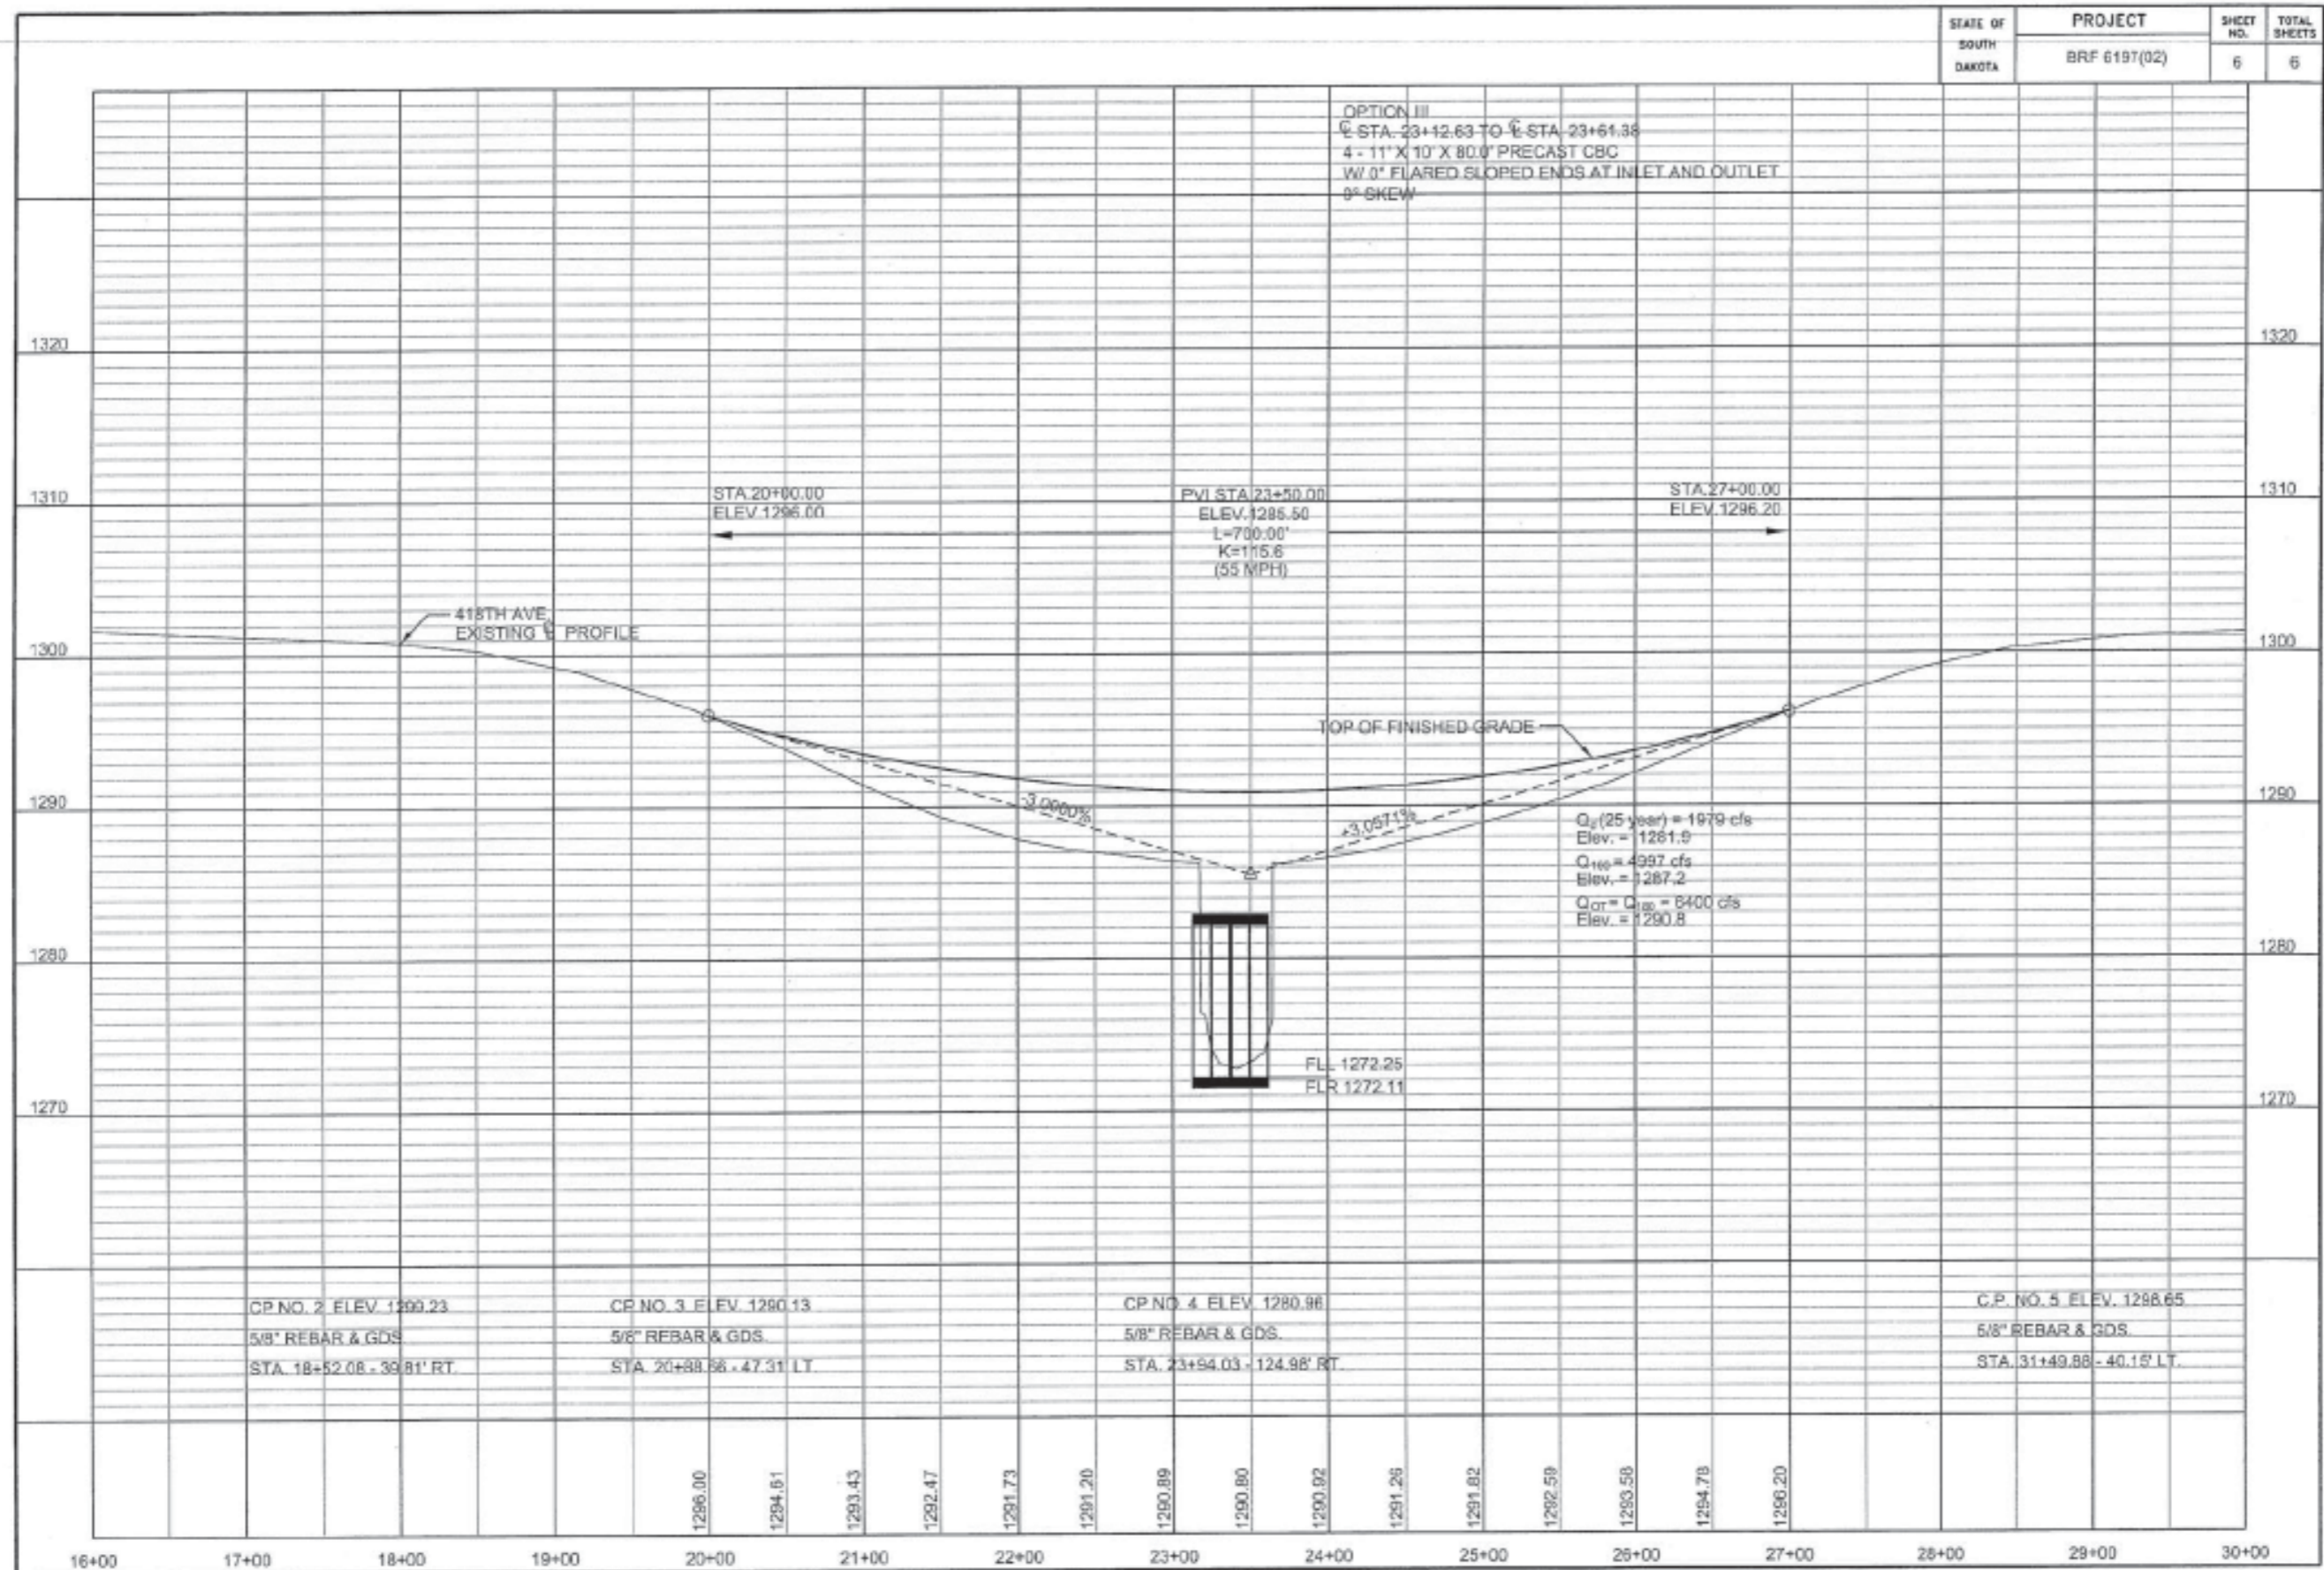 STATE OF
SOUTH
DAKOTA
PROJECT
BRF 6197(02)
SHEET
NO.
6
TOTAL
SHEETS
6
OPTION III
℄ STA. 23+12.63 TO ℄ STA. 23+61.38
4 - 11' X 10' X 80.0' PRECAST CBC
W/ 0° FLARED SLOPED ENDS AT INLET AND OUTLET
0° SKEW
1320
1320
1310
1310
STA.20+00.00
ELEV.1296.00
PVI STA.23+50.00
ELEV.1285.50
L=700.00'
K=115.6
(55 MPH)
STA.27+00.00
ELEV.1296.20
418TH AVE.
EXISTING ℄ PROFILE
1300
1300
TOP OF FINISHED GRADE
1290
1290
-3.0000%
+3.0571%
(25 year) = 1979 cfs
Elev. = 1281.9
Q₁₀₀ = 4997 cfs
Elev. = 1287.2
= 6400 cfs
Elev. = 1290.8
1280
1280
FLL 1272.25
FLR 1272.11
1270
1270
CP NO. 2 ELEV. 1299.23
5/8" REBAR & GDS
STA. 18+52.08 - 39.81' RT.
CP NO. 3 ELEV. 1290.13
5/8" REBAR & GDS.
STA. 20+88.66 - 47.31' LT.
CP NO. 4 ELEV. 1280.96
5/8" REBAR & GDS.
STA. 23+94.03 - 124.98' RT.
C.P. NO. 5 ELEV. 1298.65
5/8" REBAR & GDS.
STA. 31+49.88 - 40.15' LT.
1296.00
1294.61
1293.43
1292.47
1291.73
1291.20
1290.89
1290.80
1290.92
1291.26
1291.82
1292.59
1293.58
1294.78
1296.20
16+00
17+00
18+00
19+00
20+00
21+00
22+00
23+00
24+00
25+00
26+00
27+00
28+00
29+00
30+00